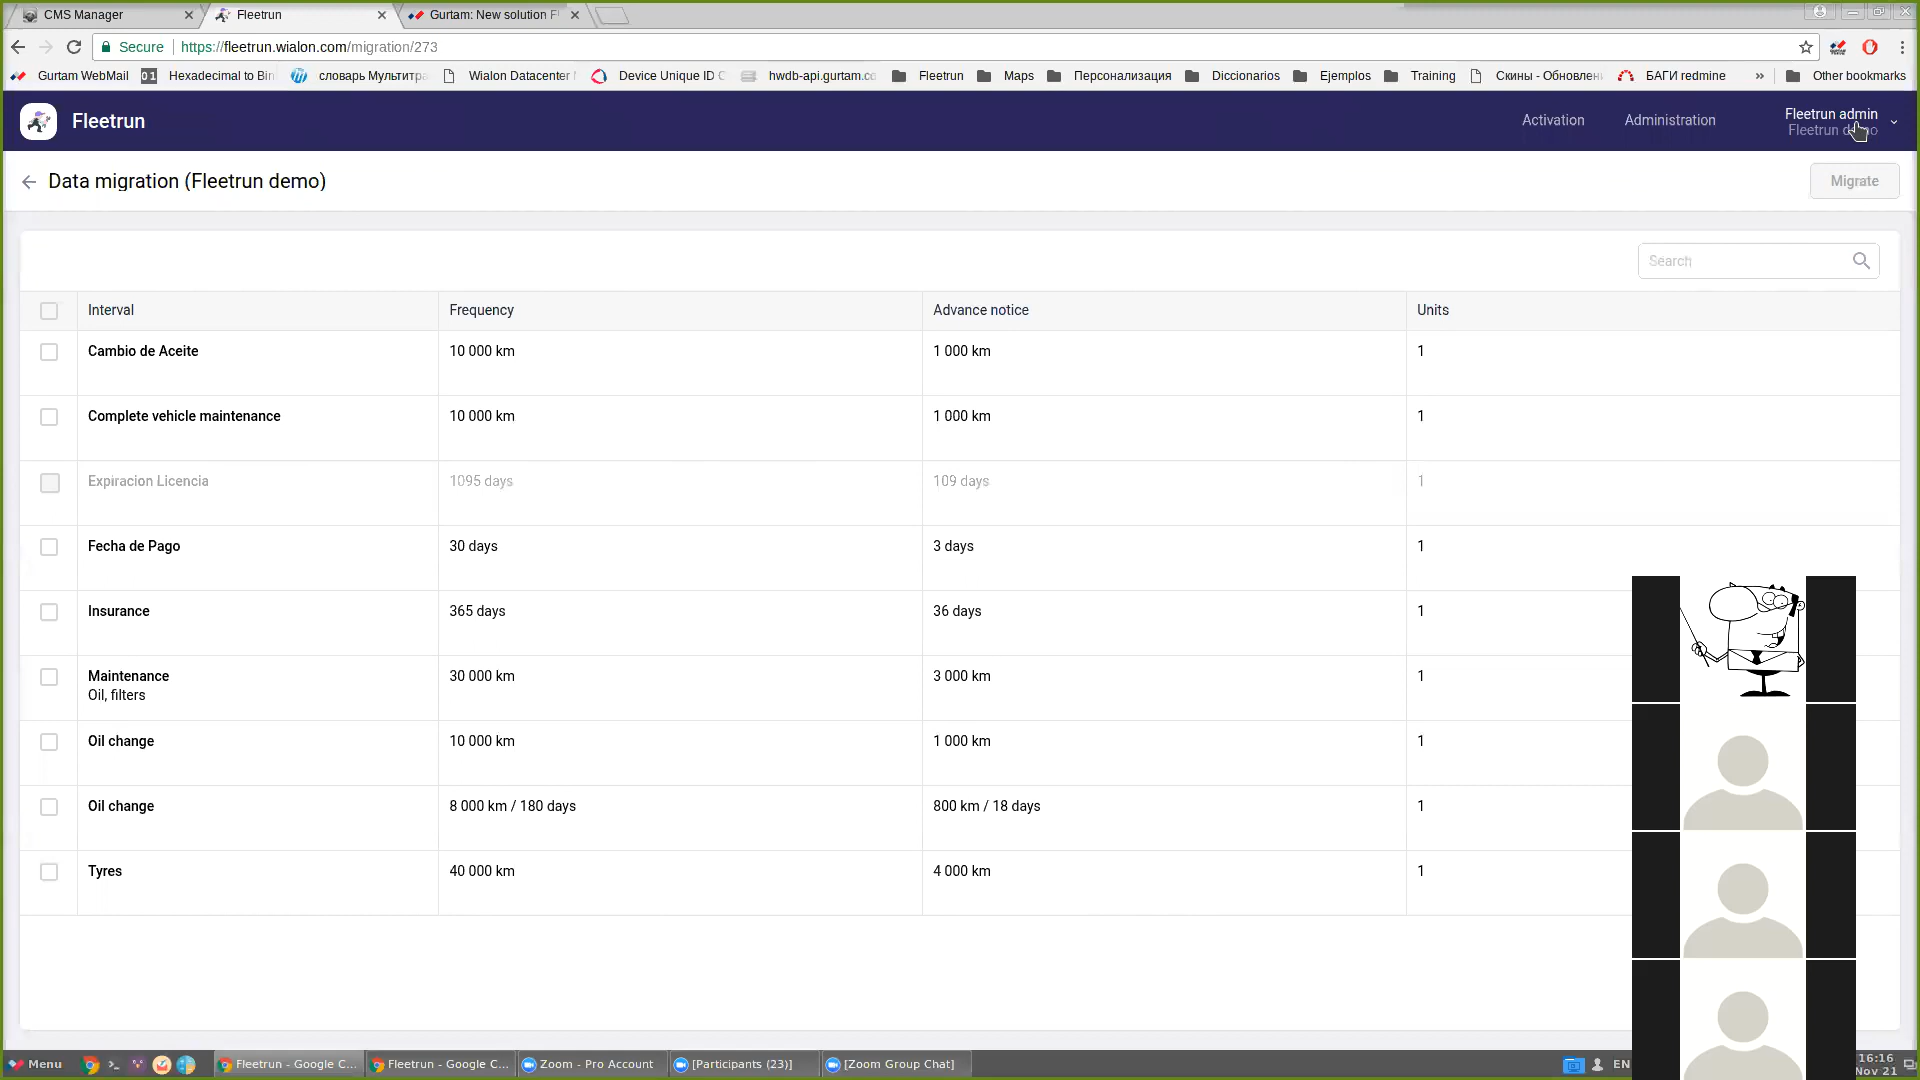 CMS Manager
Fleetrun
Gurtam: New solution F
Secure https://fleetrun.wialon.com/migration/273
Gurtam WebMail
01 Hexadecimal to Bin
словарь Мультитра
Wialon Datacenter
Device Unique ID C
hwdb-api.gurtam.co
Fleetrun
Maps
Персонализация
Diccionarios
Ejemplos
Training
Скины - Обновлен
БАГИ redmine
» Other bookmarks
Fleetrun
Activation
Administration
Fleetrun admin
Fleetrun demo
Data migration (Fleetrun demo)
Migrate
Search
Interval Frequency Advance notice Units
Cambio de Aceite 10 000 km 1 000 km 1
Complete vehicle maintenance 10 000 km 1 000 km 1
Expiracion Licencia 1095 days 109 days 1
Fecha de Pago 30 days 3 days 1
Insurance 365 days 36 days 1
Maintenance 30 000 km 3 000 km 1
Oil, filters
Oil change 10 000 km 1 000 km 1
Oil change 8 000 km / 180 days 800 km / 18 days 1
Tyres 40 000 km 4 000 km 1
Menu
Fleetrun - Google C...
Fleetrun - Google C...
Zoom - Pro Account
[Participants (23)]
[Zoom Group Chat]
EN
16:16
Nov 21